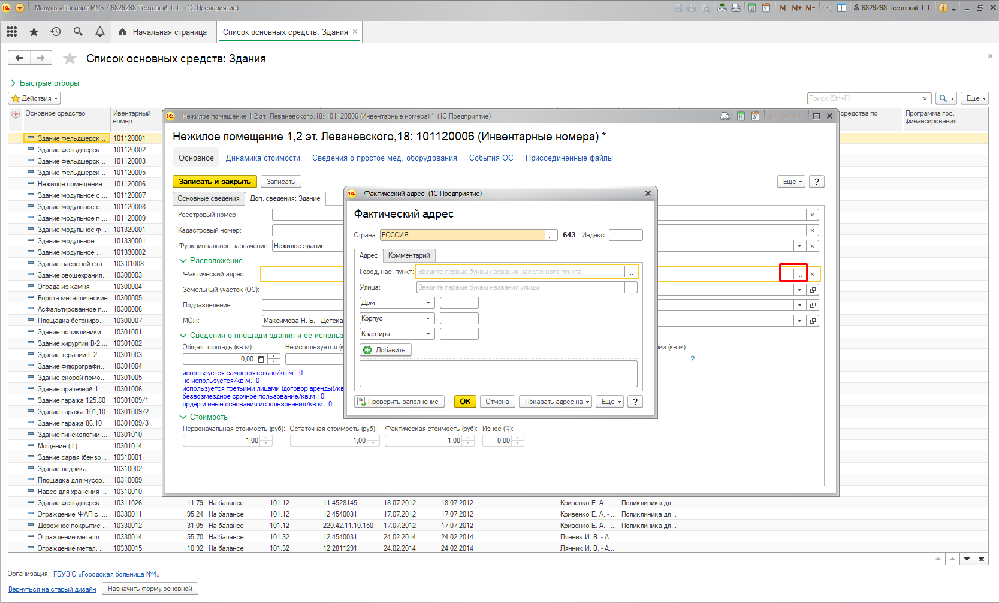 Модуль «Паспорт МУ» / 6829298 Тестовый Т.Т. (1С:Предприятие)
M M+ M- 6829298 Тестовый Т.Т.
Начальная страница
Список основных средств: Здания
Список основных средств: Здания
Быстрые отборы
Действия
Поиск (Ctrl+F)
Еще
Основное средство
Ивентарный номер
средства по
Программа гос. финансирования
Здание фельдшерск... 101120001
Здание фельдшерск... 101120002
Здание фельдшерск... 101120003
Здание фельдшерск... 101120005
Нежилое помещение... 101120006
Здание модульное с... 101120007
Здание модульное с... 101120008
Здание модульное п... 101120009
Здание модульное ф... 101320001
Здание модульное ... 101330001
Здание модульное ... 101330002
Здание насосной ста... 103 01008
Здание овощехранил... 10300003
Ограда из камня 10300004
Ворота металлические 10300005
Асфальтированное п... 10300006
Площадка бетониро... 10300007
Здание поликлиники... 10301001
Здание хирургии В-2 ... 10301002
Здание терапии Г-2 ... 10301003
Здание флюрографи... 10301004
Здание скорой помо... 10301005
Здание прачечной 1 ... 10301006
Здание гаража 125,80 10301009/1
Здание гаража 101,10 10301009/2
Здание гаража 86,10 10301009/3
Здание гинекологии ... 10301010
Мощение ( I ) 10301014
Здание сарая (бензо... 10310001
Здание ледника 10310002
Площадка для мусор... 10310009
Навес для хранения ... 10310010
Здание фельдшерск... 10311026 11,79 На балансе 101.12 11 4528145 18.07.2012 18.07.2012 Кривенко Е. А. - ... Поликлиника дл...
Ограждение ФАП с. ... 10330011 95,24 На балансе 101.12 12 4540031 17.07.2012 17.07.2012 Кривенко Е. А. - ... Поликлиника дл...
Дорожное покрытие ... 10330012 31,05 На балансе 101.12 220.42.11.10.150 17.07.2012 17.07.2012 Кривенко Е. А. - ... Поликлиника дл...
Ограждение металл... 10330014 55,70 На балансе 101.32 12 4540031 24.02.2014 24.02.2014 Лянник И. В. - А...
Ограждение метал. ... 10330015 10,92 На балансе 101.32 12 2811291 24.02.2014 24.02.2014 Лянник И. В. - А...
Нежилое помещение 1,2 эт. Леваневского,18: 101120006 (Инвентарные номера) * (1С:Предприятие)
M M+ M-
Нежилое помещение 1,2 эт. Леваневского,18: 101120006 (Инвентарные номера) *
Основное Динамика стоимости Сведения о простое мед. оборудования События ОС Присоединенные файлы
Записать и закрыть Записать Еще ?
Основные сведения Доп. сведения: Здание
Реестровый номер:
Кадастровый номер:
Функциональное назначение: Нежилое здание
Расположение
Фактический адрес : ...
Земельный участок (ОС):
Подразделение:
МОЛ: Максимова Н. Б. - Детска
Сведения о площади здания и её использ
Общая площадь (кв.м): Не используется (к ии (кв.м):
0,00 ?
используется самостоятельно/кв.м.: 0
не используется/кв.м.: 0
используется третьими лицами (договор аренды)/кв
безвозмездное срочное пользование/кв.м.: 0
ордер и иные основания использования/кв.м.: 0
Стоимость
Первоначальная стоимость (руб): Остаточная стоимость (руб): Фактическая стоимость (руб): Износ (%):
1,00 1,00 1,00 0,00
Фактический адрес (1С:Предприятие)
Фактический адрес
Страна: РОССИЯ ... 643 Индекс:
Адрес Комментарий
Город, нас. пункт: Введите первые буквы названия населенного пункта ...
Улица: Введите первые буквы названия улицы ...
Дом
Корпус
Квартира
Добавить
Проверить заполнение ОК Отмена Показать адрес на Еще ?
Организация: ГБУЗ С «Городская больница №4»
Вернуться на старый дизайн Назначить форму основной